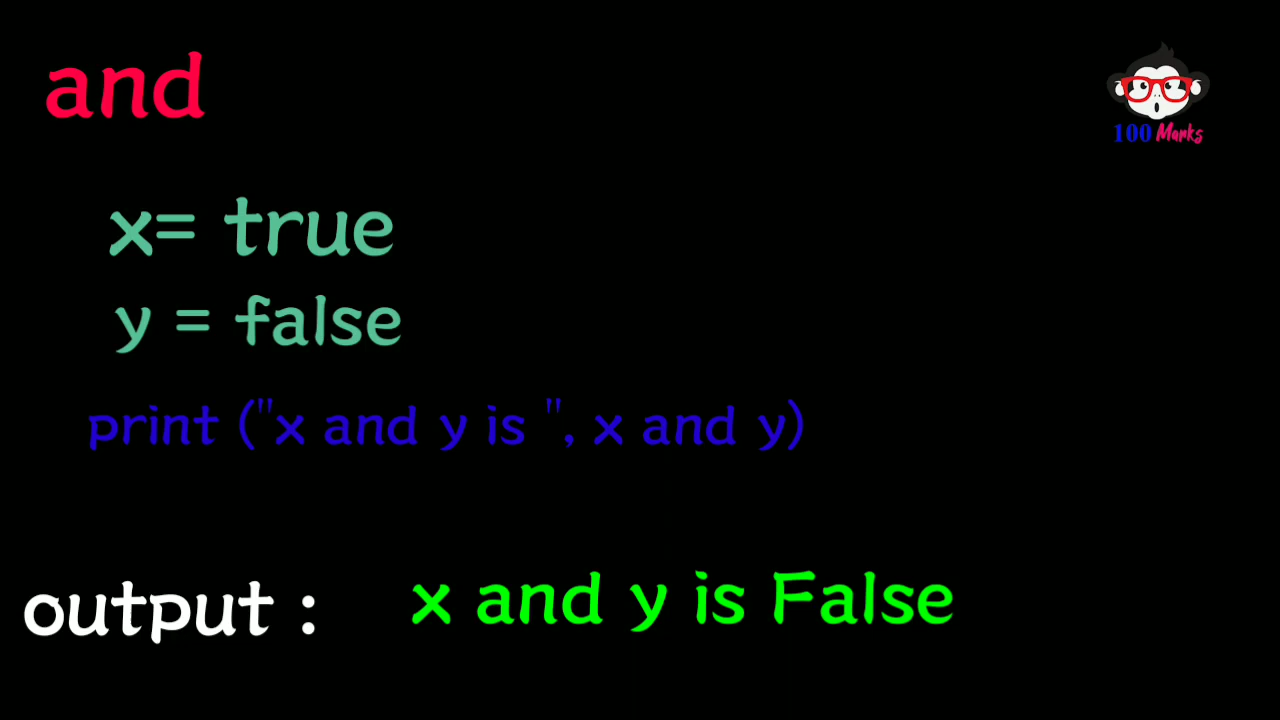 and
100 Marks
x= true
y = false
print ("x and y is ", x and y)
output : x and y is False